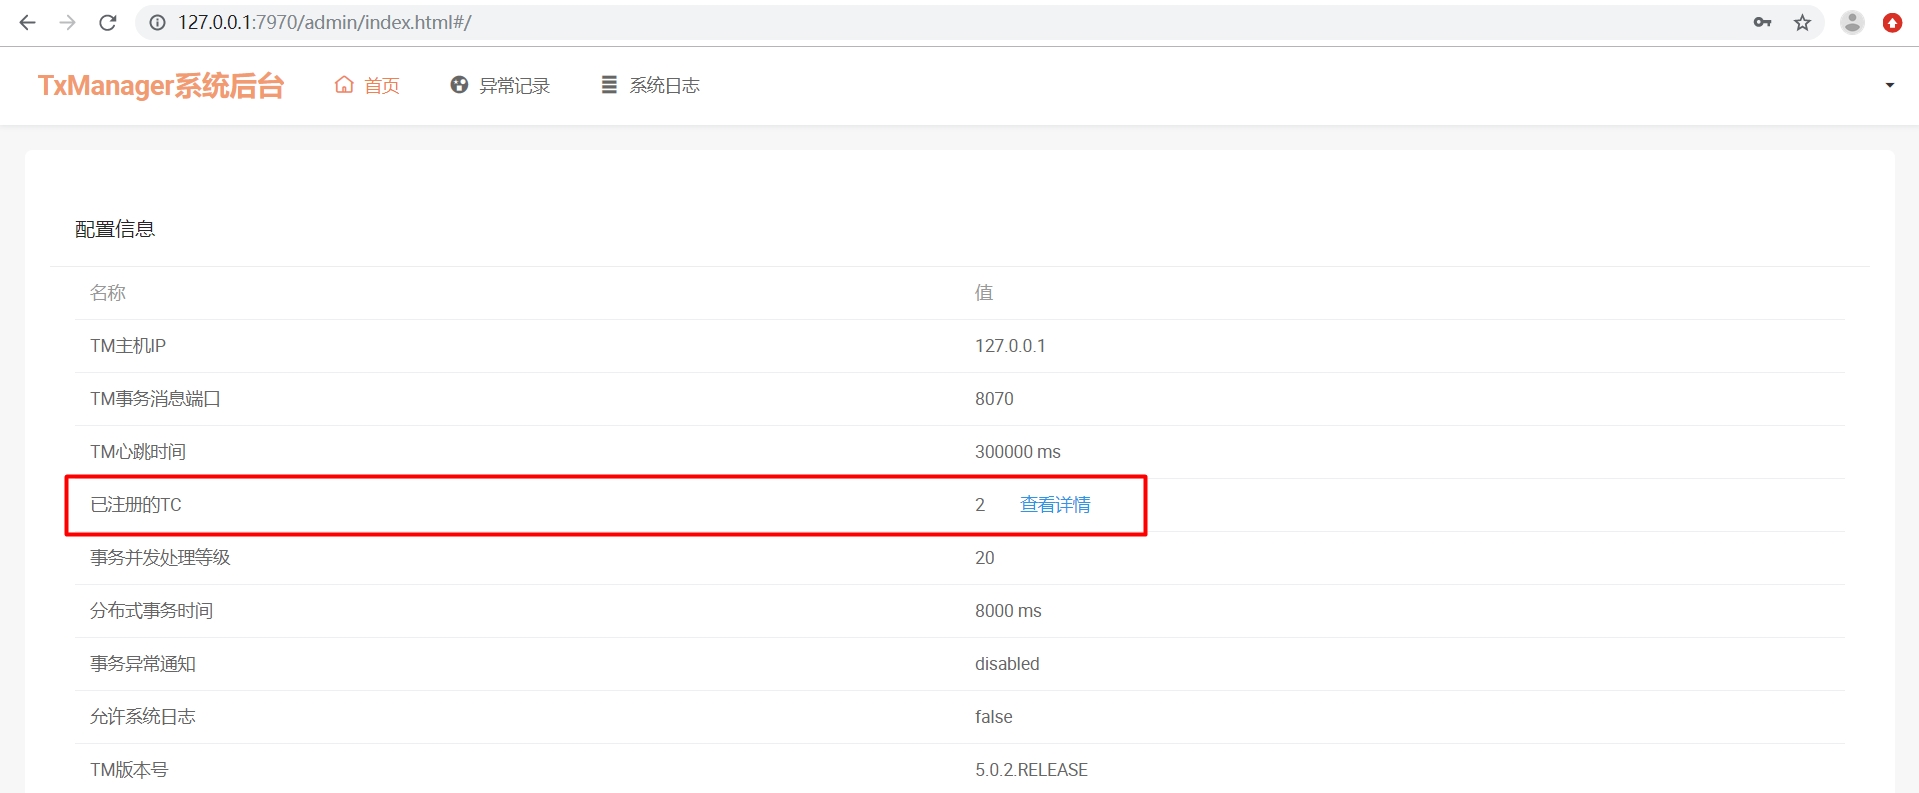 127.0.0.1:7970/admin/index.html#/
TxManager系统后台 首页 异常记录 系统日志
配置信息
名称 值
TM主机IP 127.0.0.1
TM事务消息端口 8070
TM心跳时间 300000 ms
已注册的TC 2 查看详情
事务并发处理等级 20
分布式事务时间 8000 ms
事务异常通知 disabled
允许系统日志 false
TM版本号 5.0.2.RELEASE